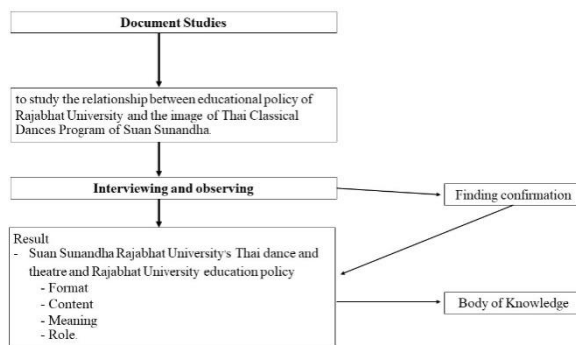 Document Studies
to study the relationship between educational policy of
Rajabhat University and the image of Thai Classical
Dances Program of Suan Sunandha.
Interviewing and observing
Finding confirmation
Result
- Suan Sunandha Rajabhat University's Thai dance and
theatre and Rajabhat University education policy
- Format
- Content
- Meaning
- Role.
Body of Knowledge